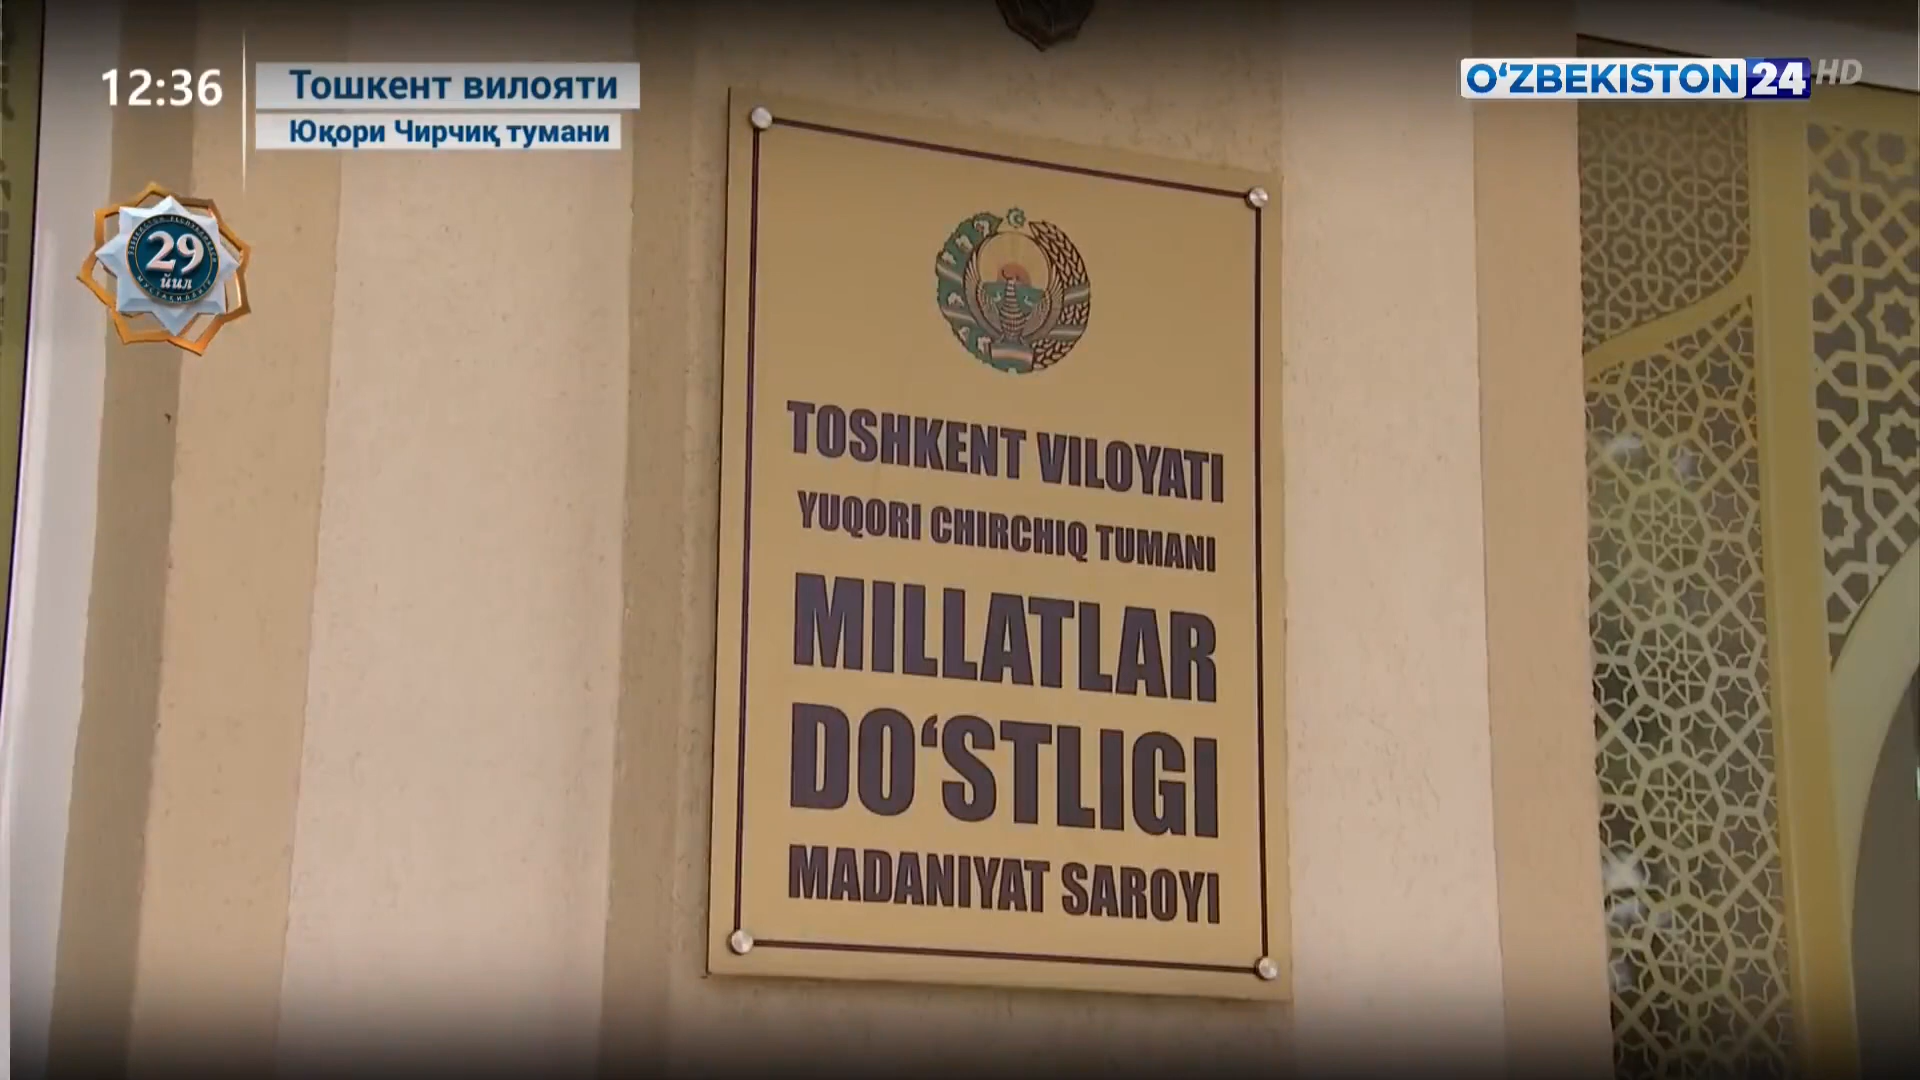 12:36
Тошкент вилояти
Юқори Чирчиқ тумани
O‘ZBEKISTON 24 HD
29
йил
TOSHKENT VILOYATI
YUQORI CHIRCHIQ TUMANI
MILLATLAR
DO‘STLIGI
MADANIYAT SAROYI